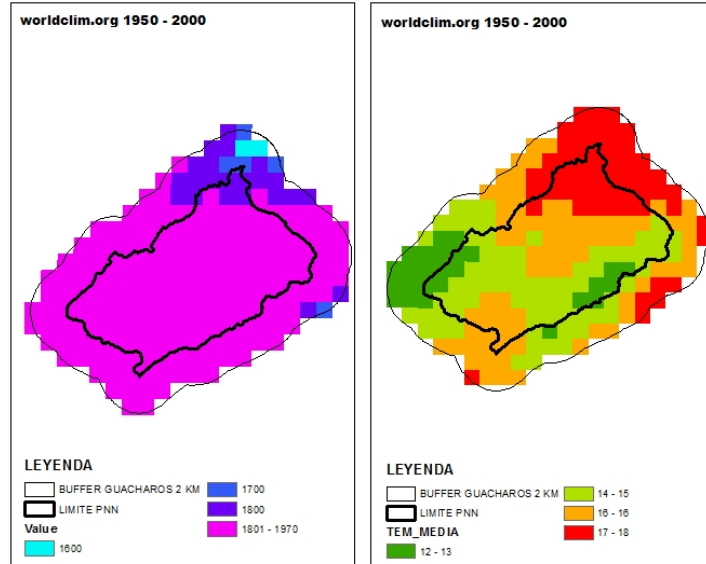 worldclim.org 1950 - 2000
LEYENDA
BUFFER GUACHAROS 2 KM
LIMITE PNN
Value
1600
1700
1800
1801 - 1970
worldclim.org 1950 - 2000
LEYENDA
BUFFER GUACHAROS 2 KM
LIMITE PNN
TEM_MEDIA
12 - 13
14 - 15
16 - 16
17 - 18